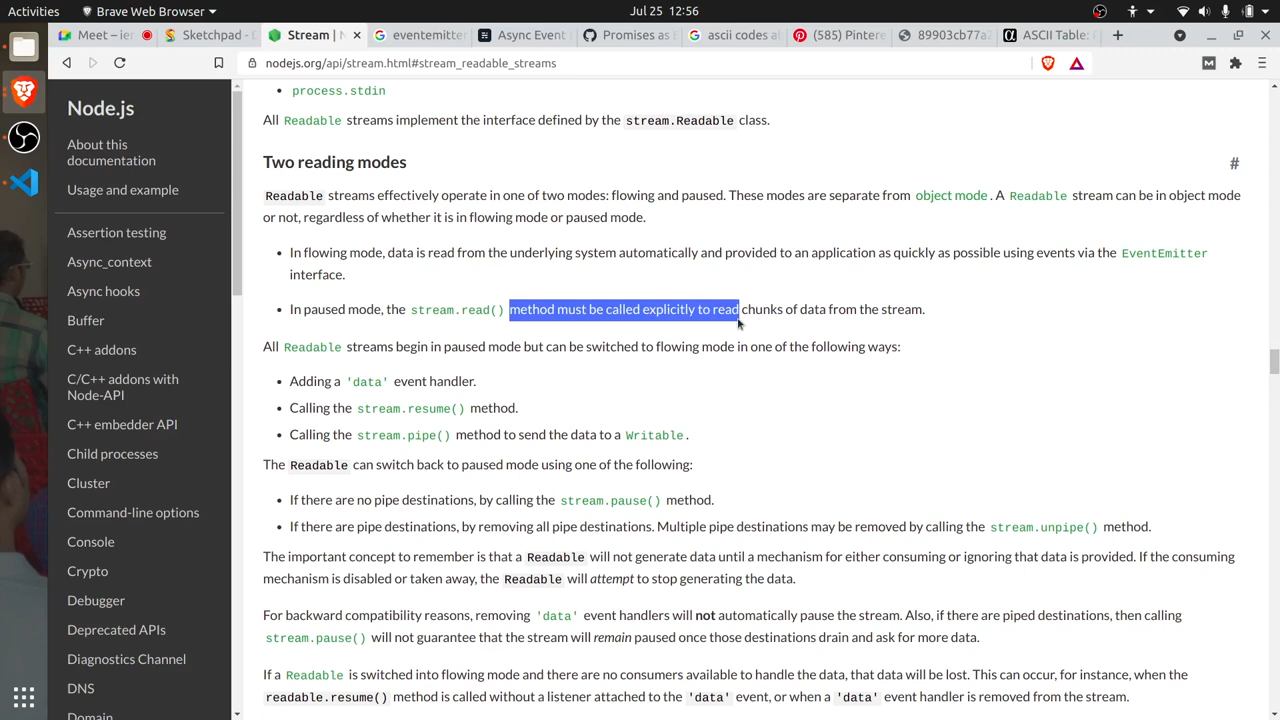 Activities
Brave Web Browser
Jul 25 12:56
Meet – ien
Sketchpad -
Stream | N
eventemitter
Async Event
Promises as E
ascii codes al
(585) Pintere
89903cb77a2
ASCII Table:
nodejs.org/api/stream.html#stream_readable_streams
Node.js
About this
documentation
Usage and example
Assertion testing
Async_context
Async hooks
Buffer
C++ addons
C/C++ addons with
Node-API
C++ embedder API
Child processes
Cluster
Command-line options
Console
Crypto
Debugger
Deprecated APIs
Diagnostics Channel
DNS
Domain
• process.stdin
All Readable streams implement the interface defined by the stream.Readable class.
Two reading modes
#
Readable streams effectively operate in one of two modes: flowing and paused. These modes are separate from object mode. A Readable stream can be in object mode
or not, regardless of whether it is in flowing mode or paused mode.
• In flowing mode, data is read from the underlying system automatically and provided to an application as quickly as possible using events via the EventEmitter
interface.
• In paused mode, the stream.read() method must be called explicitly to read chunks of data from the stream.
All Readable streams begin in paused mode but can be switched to flowing mode in one of the following ways:
• Adding a 'data' event handler.
• Calling the stream.resume() method.
• Calling the stream.pipe() method to send the data to a Writable.
The Readable can switch back to paused mode using one of the following:
• If there are no pipe destinations, by calling the stream.pause() method.
• If there are pipe destinations, by removing all pipe destinations. Multiple pipe destinations may be removed by calling the stream.unpipe() method.
The important concept to remember is that a Readable will not generate data until a mechanism for either consuming or ignoring that data is provided. If the consuming
mechanism is disabled or taken away, the Readable will attempt to stop generating the data.
For backward compatibility reasons, removing 'data' event handlers will not automatically pause the stream. Also, if there are piped destinations, then calling
stream.pause() will not guarantee that the stream will remain paused once those destinations drain and ask for more data.
If a Readable is switched into flowing mode and there are no consumers available to handle the data, that data will be lost. This can occur, for instance, when the
readable.resume() method is called without a listener attached to the 'data' event, or when a 'data' event handler is removed from the stream.